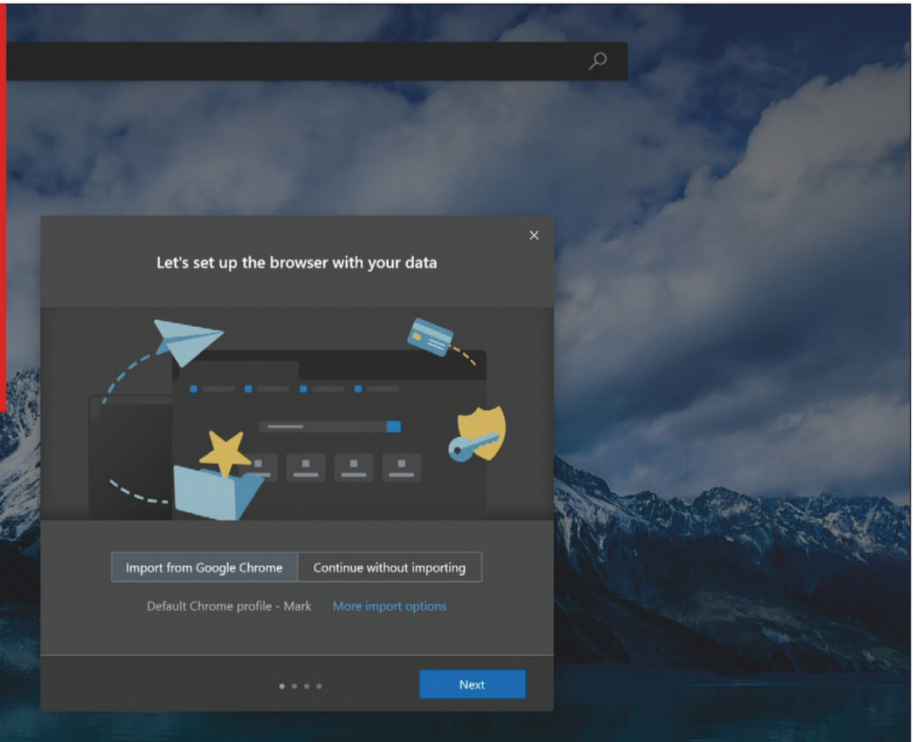 Let's set up the browser with your data
Import from Google Chrome Continue without importing
Default Chrome profile - Mark More import options
Next